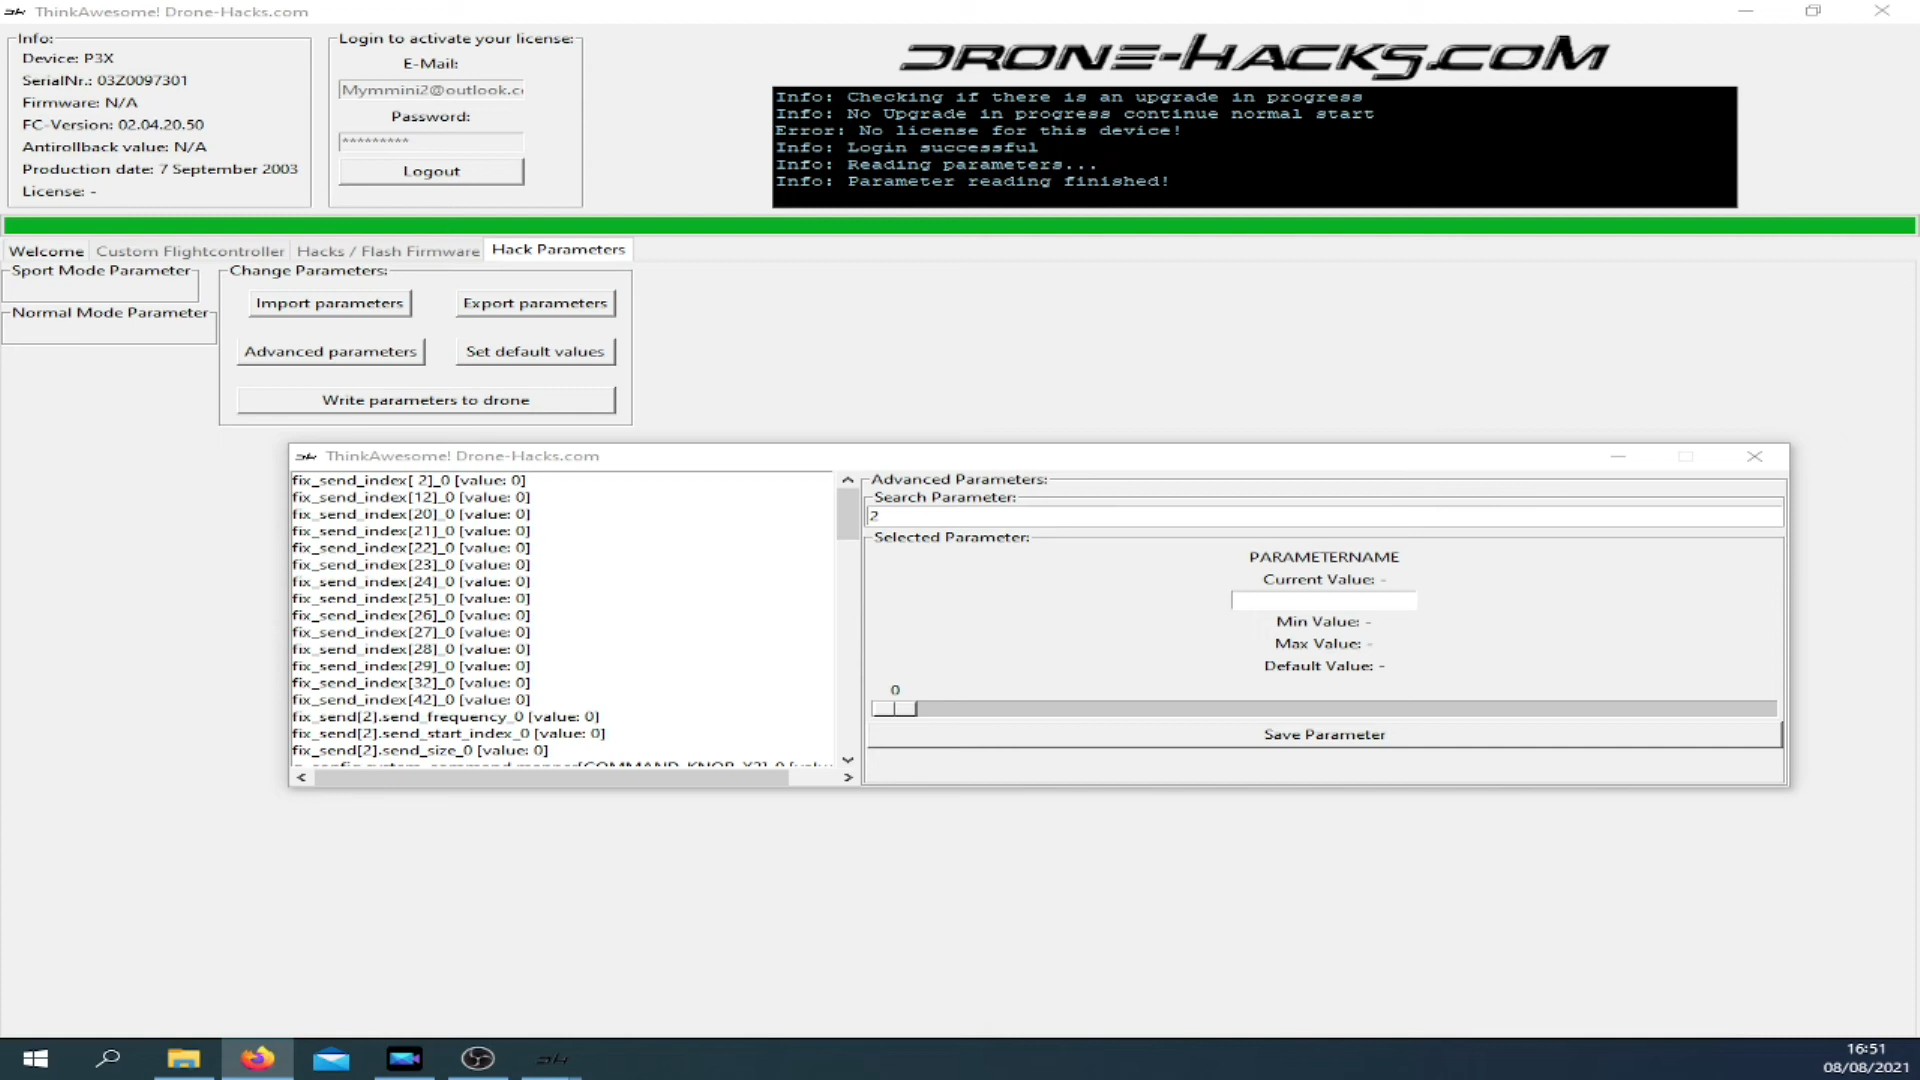 ThinkAwesome! Drone-Hacks.com
Info:
Device: P3X
SerialNr.: 03Z0097301
Firmware: N/A
FC-Version: 02.04.20.50
Antirollback value: N/A
Production date: 7 September 2003
License: -
Login to activate your license:
E-Mail:
Mymmini2@outlook.c
Password:
*********
Logout
DRONE-HACKS.COM
Info: Checking if there is an upgrade in progress
Info: No Upgrade in progress continue normal start
Error: No license for this device!
Info: Login successful
Info: Reading parameters...
Info: Parameter reading finished!
Welcome
Custom Flightcontroller
Hacks / Flash Firmware
Hack Parameters
Sport Mode Parameter
Normal Mode Parameter
Change Parameters:
Import parameters
Export parameters
Advanced parameters
Set default values
Write parameters to drone
ThinkAwesome! Drone-Hacks.com
fix_send_index[ 2]_0 [value: 0]
fix_send_index[12]_0 [value: 0]
fix_send_index[20]_0 [value: 0]
fix_send_index[21]_0 [value: 0]
fix_send_index[22]_0 [value: 0]
fix_send_index[23]_0 [value: 0]
fix_send_index[24]_0 [value: 0]
fix_send_index[25]_0 [value: 0]
fix_send_index[26]_0 [value: 0]
fix_send_index[27]_0 [value: 0]
fix_send_index[28]_0 [value: 0]
fix_send_index[29]_0 [value: 0]
fix_send_index[32]_0 [value: 0]
fix_send_index[42]_0 [value: 0]
fix_send[2].send_frequency_0 [value: 0]
fix_send[2].send_start_index_0 [value: 0]
fix_send[2].send_size_0 [value: 0]
Advanced Parameters:
Search Parameter:
2
Selected Parameter:
PARAMETERNAME
Current Value: -
Min Value: -
Max Value: -
Default Value: -
0
Save Parameter
16:51
08/08/2021